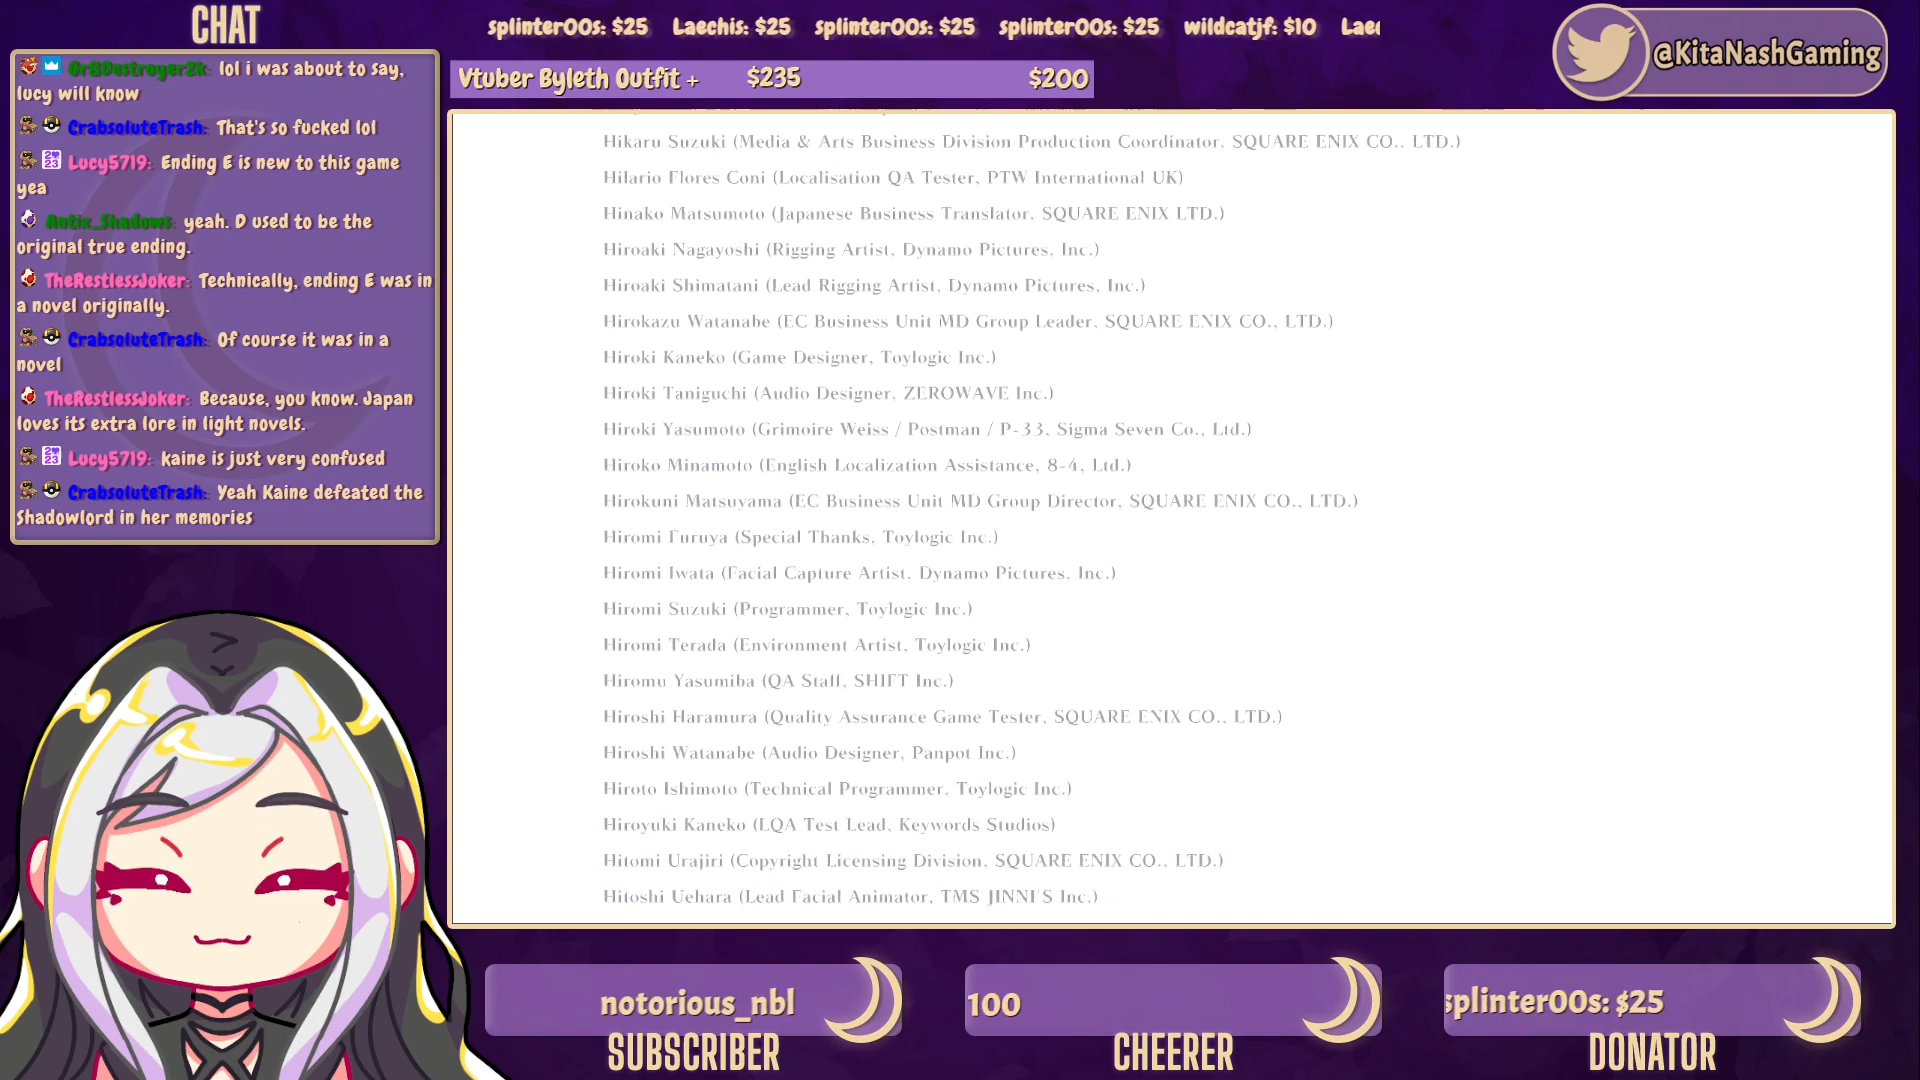 CHAT
splinter00s: $25 Laechis: $25 splinter00s: $25 splinter00s: $25 wildcatjf: $10
@KitaNashGaming
Vtuber Byleth Outfit + $235 $200
Gr8Destroyer2k: lol i was about to say,
lucy will know
CrabsoluteTrash: That's so fucked lol
Lucy5719: Ending E is new to this game
yea
Antix_Shadows: yeah. D used to be the
original true ending.
TheRestlessJoker: Technically, ending E was in
a novel originally.
CrabsoluteTrash: Of course it was in a
novel
TheRestlessJoker: Because, you know. Japan
loves its extra lore in light novels.
Lucy5719: kaine is just very confused
CrabsoluteTrash: Yeah Kaine defeated the
Shadowlord in her memories
Hikaru Suzuki (Media & Arts Business Division Production Coordinator, SQUARE ENIX CO., LTD.)
Hilario Flores Coni (Localisation QA Tester, PTW International UK)
Hinako Matsumoto (Japanese Business Translator, SQUARE ENIX LTD.)
Hiroaki Nagayoshi (Rigging Artist, Dynamo Pictures, Inc.)
Hiroaki Shimatani (Lead Rigging Artist, Dynamo Pictures, Inc.)
Hirokazu Watanabe (EC Business Unit MD Group Leader, SQUARE ENIX CO., LTD.)
Hiroki Kaneko (Game Designer, Toylogic Inc.)
Hiroki Taniguchi (Audio Designer, ZEROWAVE Inc.)
Hiroki Yasumoto (Grimoire Weiss / Postman / P-33, Sigma Seven Co., Ltd.)
Hiroko Minamoto (English Localization Assistance, 8-4, Ltd.)
Hirokuni Matsuyama (EC Business Unit MD Group Director, SQUARE ENIX CO., LTD.)
Hiromi Furuya (Special Thanks, Toylogic Inc.)
Hiromi Iwata (Facial Capture Artist, Dynamo Pictures, Inc.)
Hiromi Suzuki (Programmer, Toylogic Inc.)
Hiromi Terada (Environment Artist, Toylogic Inc.)
Hiromu Yasumiba (QA Staff, SHIFT Inc.)
Hiroshi Haramura (Quality Assurance Game Tester, SQUARE ENIX CO., LTD.)
Hiroshi Watanabe (Audio Designer, Panpot Inc.)
Hiroto Ishimoto (Technical Programmer, Toylogic Inc.)
Hiroyuki Kaneko (LQA Test Lead, Keywords Studios)
Hitomi Urajiri (Copyright Licensing Division, SQUARE ENIX CO., LTD.)
Hitoshi Uehara (Lead Facial Animator, TMS JINNI'S Inc.)
notorious_nbl
SUBSCRIBER
100
CHEERER
splinter00s: $25
DONATOR